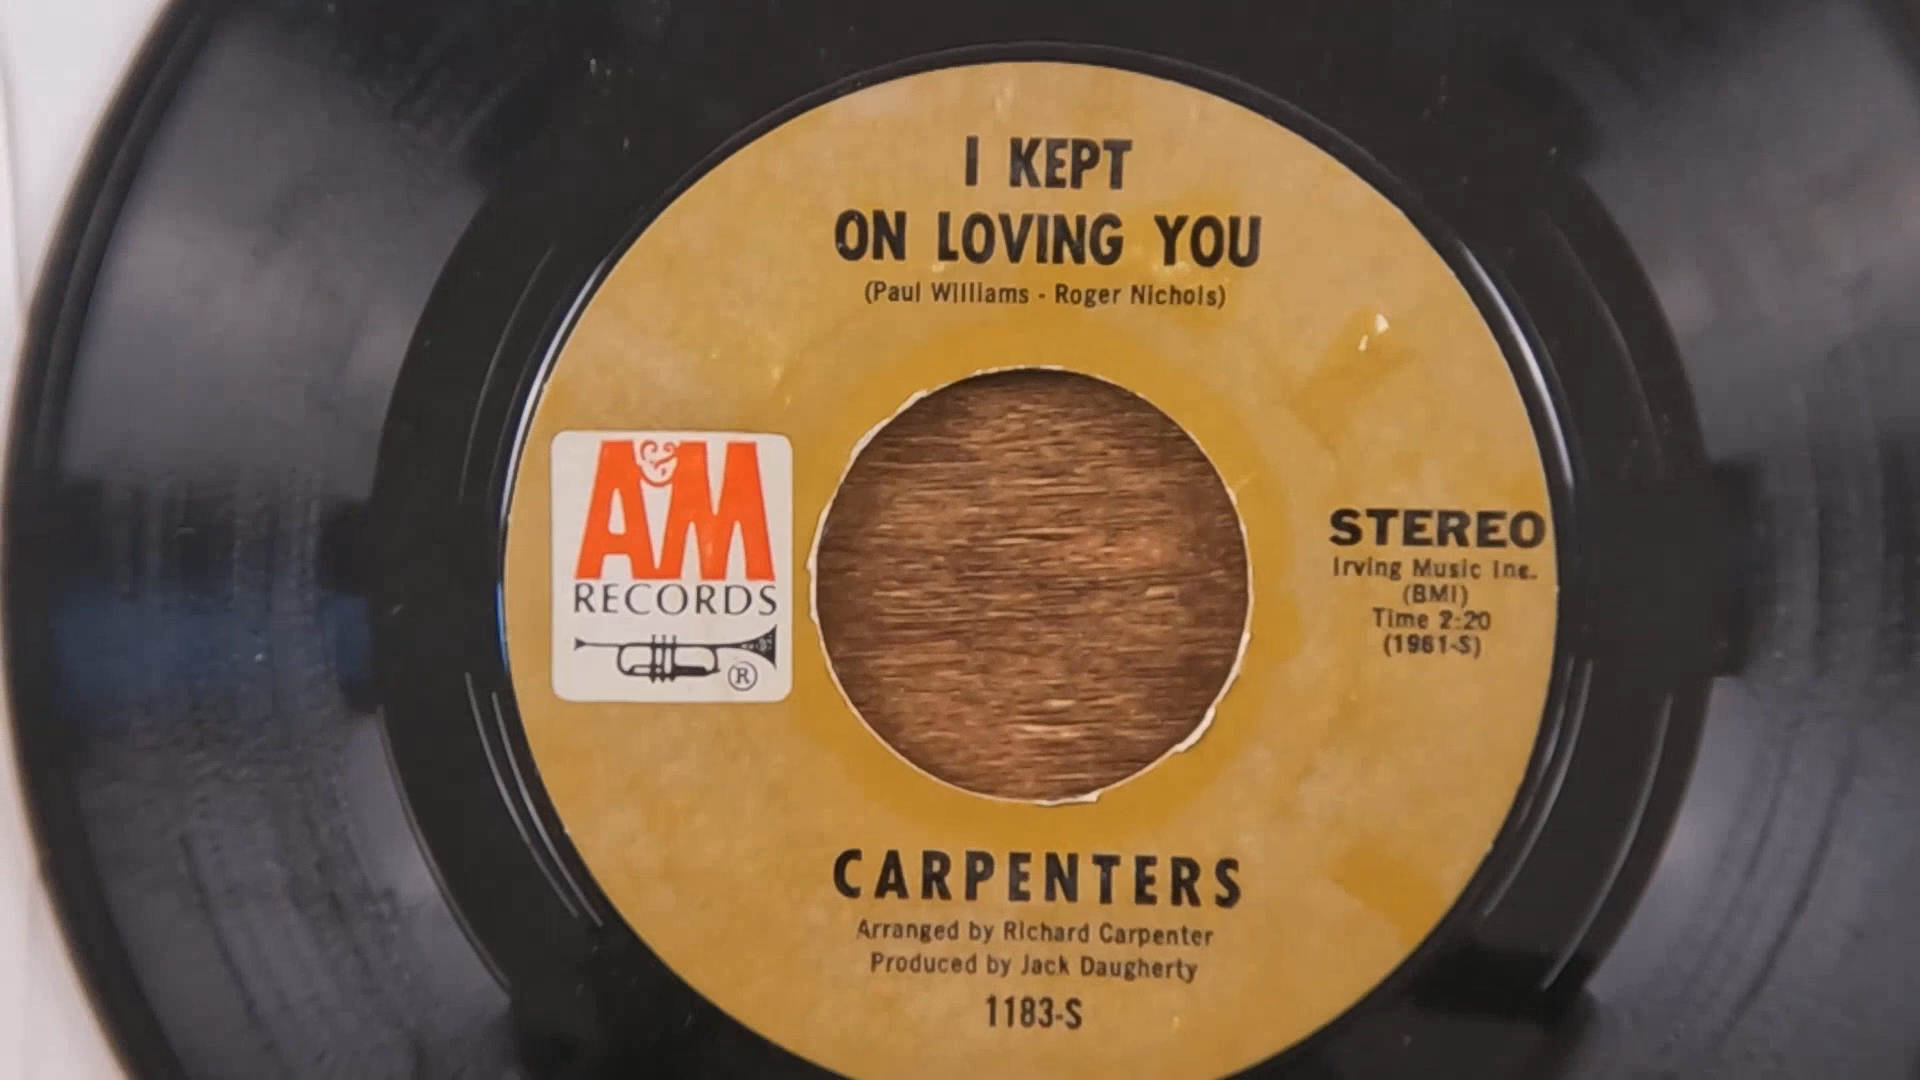 I KEPT
ON LOVING YOU
(Paul Williams - Roger Nichols)
A&M
RECORDS
®
STEREO
Irving Music Inc.
(BMI)
Time 2:20
(1961-S)
CARPENTERS
Arranged by Richard Carpenter
Produced by Jack Daugherty
1183-S